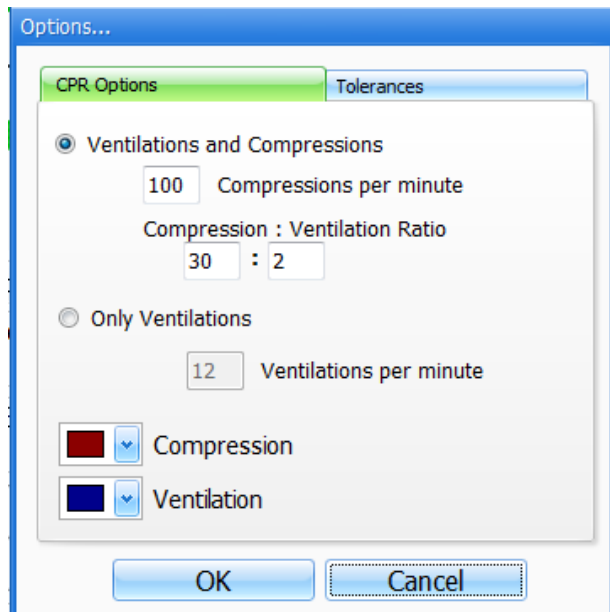 Options...
CPR Options Tolerances
Ventilations and Compressions
100 Compressions per minute
Compression : Ventilation Ratio
30 : 2
Only Ventilations
12 Ventilations per minute
Compression
Ventilation
OK Cancel